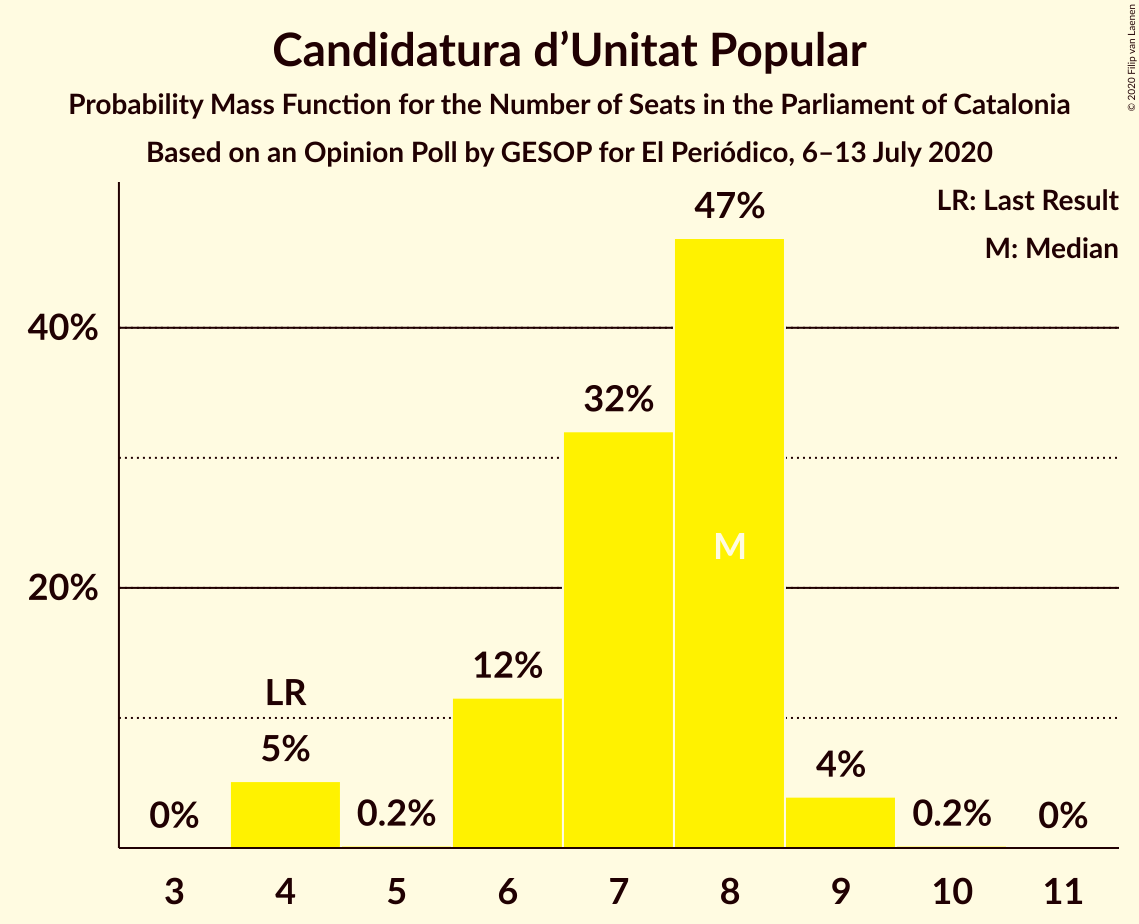 Candidatura d’Unitat Popular
Probability Mass Function for the Number of Seats in the Parliament of Catalonia
Based on an Opinion Poll by GESOP for El Periódico, 6–13 July 2020
© 2020 Filip van Laenen
LR: Last Result
M: Median
47%
40%
32%
M
20%
12%
LR
5%
4%
0%
0.2%
0.2%
0%
3 4 5 6 7 8 9 10 11